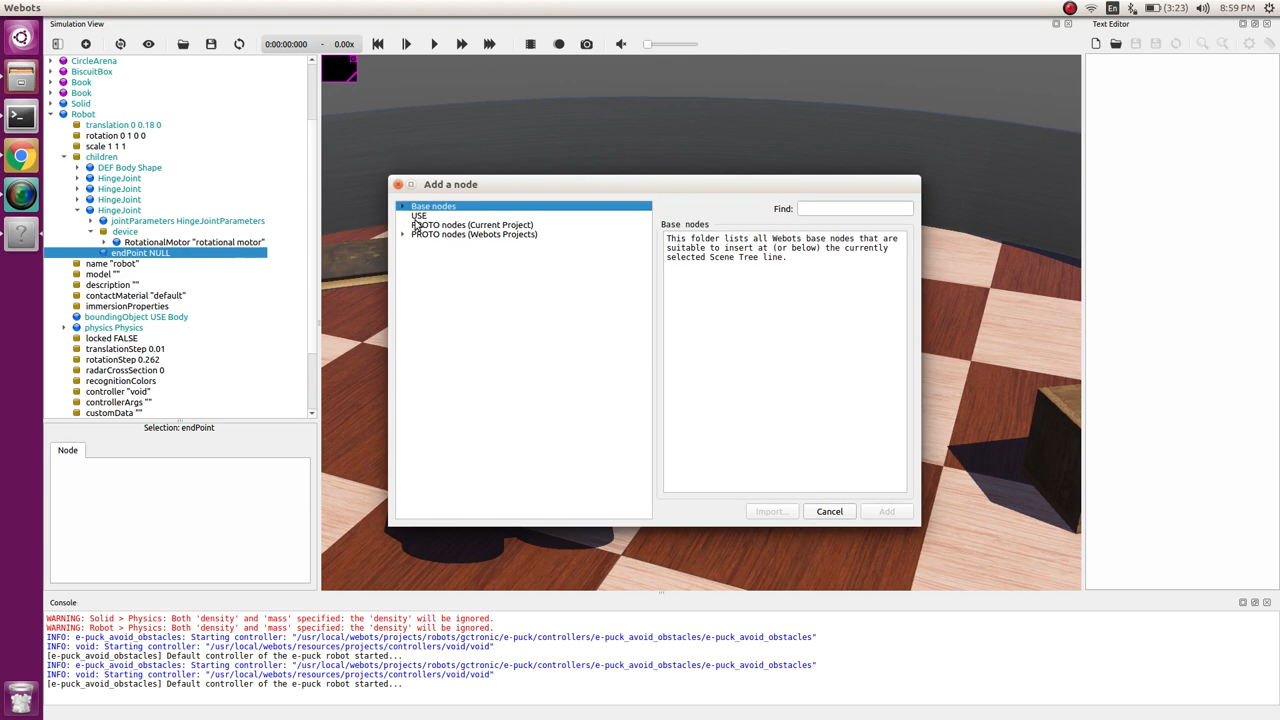 Webots
En
(3:23)
8:59 PM
Simulation View
Text Editor
0:00:00:000 - 0.00x
CircleArena
BiscuitBox
Book
Book
Solid
Robot
translation 0 0.18 0
rotation 0 1 0 0
scale 1 1 1
children
DEF Body Shape
HingeJoint
HingeJoint
HingeJoint
HingeJoint
jointParameters HingeJointParameters
device
RotationalMotor "rotational motor"
endPoint NULL
name "robot"
model ""
description ""
contactMaterial "default"
immersionProperties
boundingObject USE Body
physics Physics
locked FALSE
translationStep 0.01
rotationStep 0.262
radarCrossSection 0
recognitionColors
controller "void"
controllerArgs ""
customData ""
Selection: endPoint
Node
Add a node
Base nodes
USE
PROTO nodes (Current Project)
PROTO nodes (Webots Projects)
Find:
Base nodes
This folder lists all Webots base nodes that are
suitable to insert at (or below) the currently
selected Scene Tree line.
Import...
Cancel
Add
Console
WARNING: Solid > Physics: Both 'density' and 'mass' specified: the 'density' will be ignored.
WARNING: Robot > Physics: Both 'density' and 'mass' specified: the 'density' will be ignored.
INFO: e-puck_avoid_obstacles: Starting controller: "/usr/local/webots/projects/robots/gctronic/e-puck/controllers/e-puck_avoid_obstacles/e-puck_avoid_obstacles"
INFO: void: Starting controller: "/usr/local/webots/resources/projects/controllers/void/void"
[e-puck_avoid_obstacles] Default controller of the e-puck robot started...
INFO: e-puck_avoid_obstacles: Starting controller: "/usr/local/webots/projects/robots/gctronic/e-puck/controllers/e-puck_avoid_obstacles/e-puck_avoid_obstacles"
INFO: void: Starting controller: "/usr/local/webots/resources/projects/controllers/void/void"
[e-puck_avoid_obstacles] Default controller of the e-puck robot started...